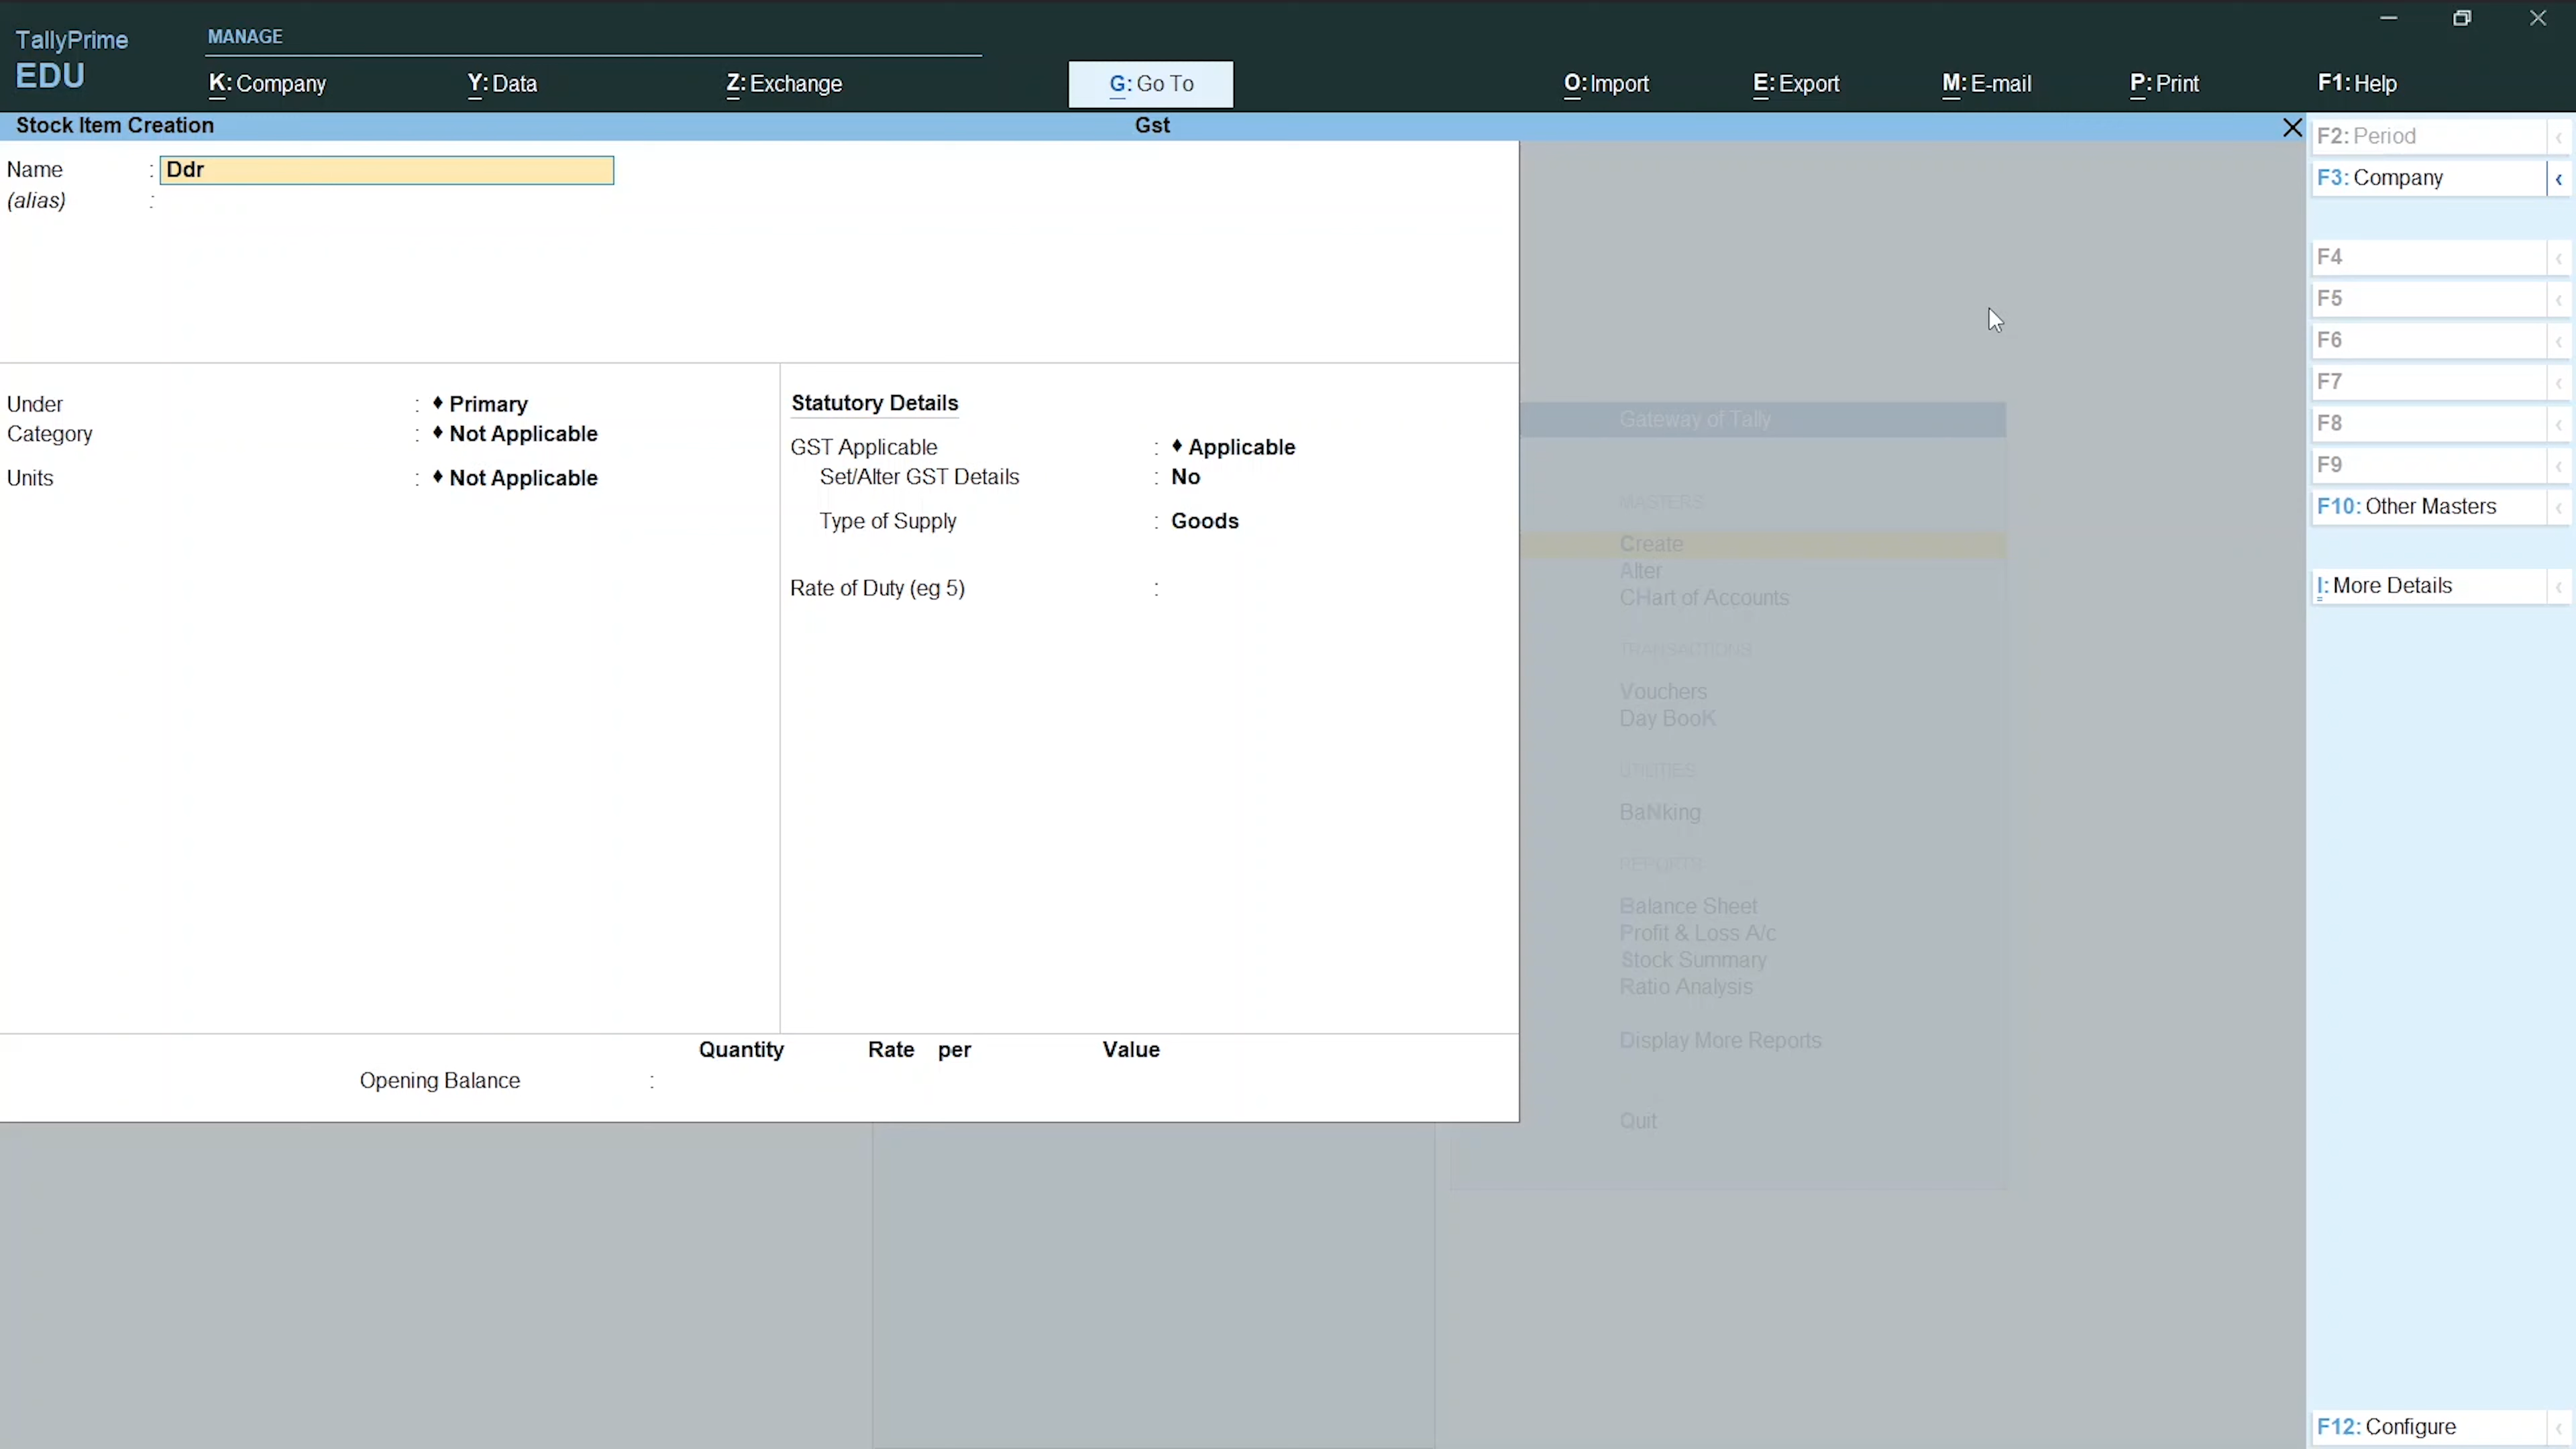 TallyPrime
EDU
MANAGE
K: Company
Y: Data
Z: Exchange
G: Go To
O: Import
E: Export
M: E-mail
P: Print
F1: Help
Stock Item Creation
Gst
Name : Ddr
(alias) :
Under : ♦ Primary
Category : ♦ Not Applicable
Units : ♦ Not Applicable
Statutory Details
GST Applicable : ♦ Applicable
Set/Alter GST Details : No
Type of Supply : Goods
Rate of Duty (eg 5) :
Quantity Rate per Value
Opening Balance :
Gateway of Tally
MASTERS
Create
Alter
CHart of Accounts
TRANSACTIONS
Vouchers
Day BooK
UTILITIES
BaNking
REPORTS
Balance Sheet
Profit & Loss A/c
Stock Summary
Ratio Analysis
Display More Reports
Quit
F2: Period
F3: Company
F4
F5
F6
F7
F8
F9
F10: Other Masters
I: More Details
F12: Configure